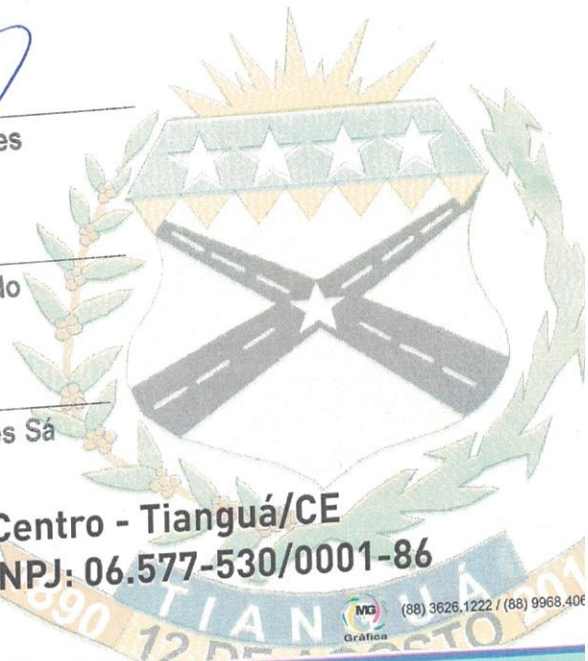 es
do
es Sá
Centro - Tianguá/CE
NPJ: 06.577-530/0001-86
TIANGUÁ
890
12 DE AGOSTO
MG
Gráfica
(88) 3626.1222 / (88) 9968.406